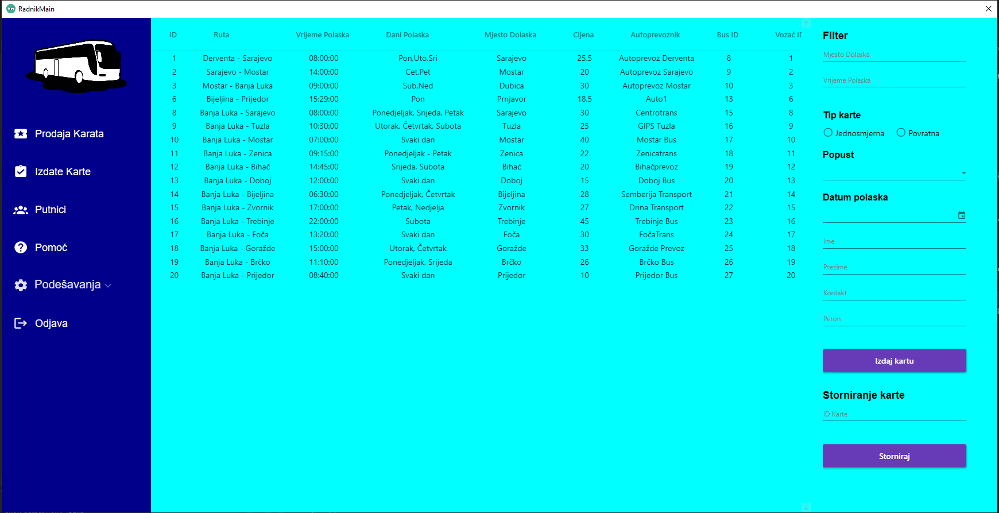 RadnikMain
Prodaja Karata
Izdate Karte
Putnici
Pomoć
Podešavanja
Odjava
ID Ruta Vrijeme Polaska Dani Polaska Mjesto Dolaska Cijena Autoprevoznik Bus ID Vozač ID
1 Derventa - Sarajevo 08:00:00 Pon,Uto,Sri Sarajevo 25.5 Autoprevoz Derventa 8 1
2 Sarajevo - Mostar 14:00:00 Cet,Pet Mostar 20 Autoprevoz Sarajevo 9 2
3 Mostar - Banja Luka 09:00:00 Sub,Ned Dubica 30 Autoprevoz Mostar 10 3
6 Bijeljina - Prijedor 15:29:00 Pon Prnjavor 18.5 Auto1 13 6
8 Banja Luka - Sarajevo 08:00:00 Ponedjeljak, Srijeda, Petak Sarajevo 30 Centrotrans 15 8
9 Banja Luka - Tuzla 10:30:00 Utorak, Četvrtak, Subota Tuzla 25 GIPS Tuzla 16 9
10 Banja Luka - Mostar 07:00:00 Svaki dan Mostar 40 Mostar Bus 17 10
11 Banja Luka - Zenica 09:15:00 Ponedjeljak - Petak Zenica 22 Zenicatrans 18 11
12 Banja Luka - Bihać 14:45:00 Srijeda, Subota Bihać 20 Bihaćprevoz 19 12
13 Banja Luka - Doboj 12:00:00 Svaki dan Doboj 15 Doboj Bus 20 13
14 Banja Luka - Bijeljina 06:30:00 Ponedjeljak, Četvrtak Bijeljina 28 Semberija Transport 21 14
15 Banja Luka - Zvornik 17:00:00 Petak, Nedjelja Zvornik 27 Drina Transport 22 15
16 Banja Luka - Trebinje 22:00:00 Subota Trebinje 45 Trebinje Bus 23 16
17 Banja Luka - Foča 13:20:00 Svaki dan Foča 30 FočaTrans 24 17
18 Banja Luka - Goražde 15:00:00 Utorak, Četvrtak Goražde 33 Goražde Prevoz 25 18
19 Banja Luka - Brčko 11:10:00 Ponedjeljak, Srijeda Brčko 26 Brčko Bus 26 19
20 Banja Luka - Prijedor 08:40:00 Svaki dan Prijedor 10 Prijedor Bus 27 20
Filter
Mjesto Dolaska
Vrijeme Polaska
Tip karte
Jednosmjerna Povratna
Popust
Datum polaska
Ime
Prezime
Kontakt
Peron
Izdaj kartu
Storniranje karte
ID Karte
Storniraj